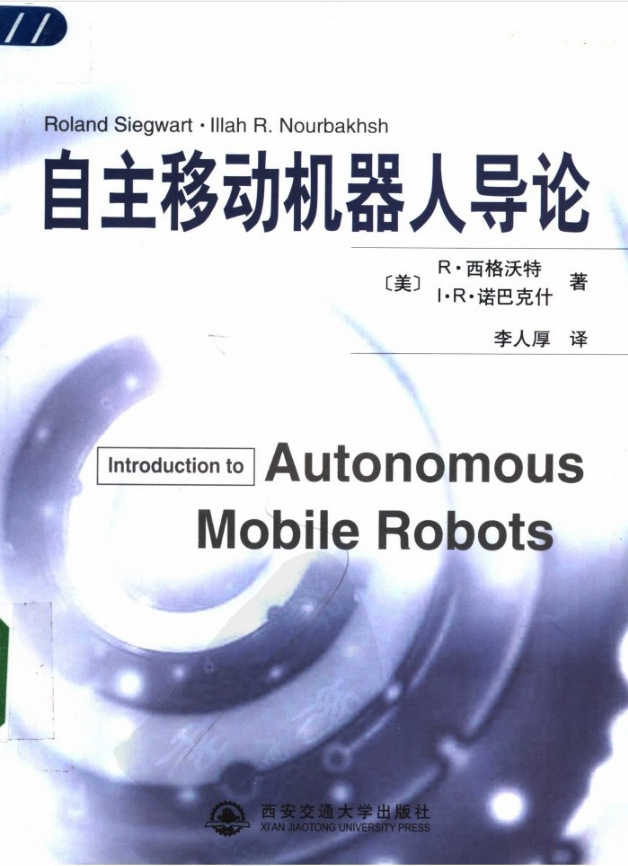 Roland Siegwart · Illah R. Nourbakhsh
自主移动机器人导论
〔美〕 R·西格沃特
I·R·诺巴克什 著
李人厚 译
Introduction to Autonomous
Mobile Robots
西安交通大学出版社
XI'AN JIAOTONG UNIVERSITY PRESS